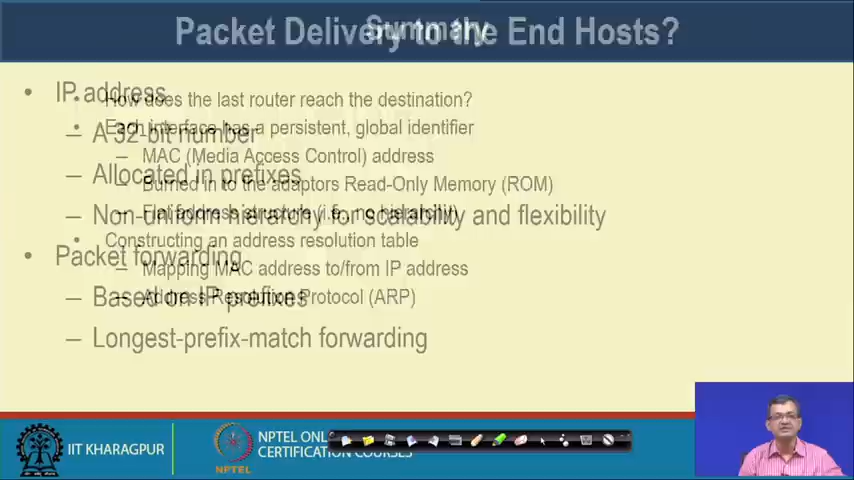 Packet Delivery to the End Hosts?
Summary
• IP address
• How does the last router reach the destination?
• Each interface has a persistent, global identifier
– A 32-bit number
– MAC (Media Access Control) address
– Allocated in prefixes
– Burned in to the adaptors Read-Only Memory (ROM)
– Flat address structure (i.e., no hierarchy)
– Non-uniform hierarchy for scalability and flexibility
• Constructing an address resolution table
• Packet forwarding
– Mapping MAC address to/from IP address
– Address Resolution Protocol (ARP)
– Based on IP prefixes
– Longest-prefix-match forwarding
IIT KHARAGPUR
NPTEL
NPTEL ONL
CERTIFICATION COURSES